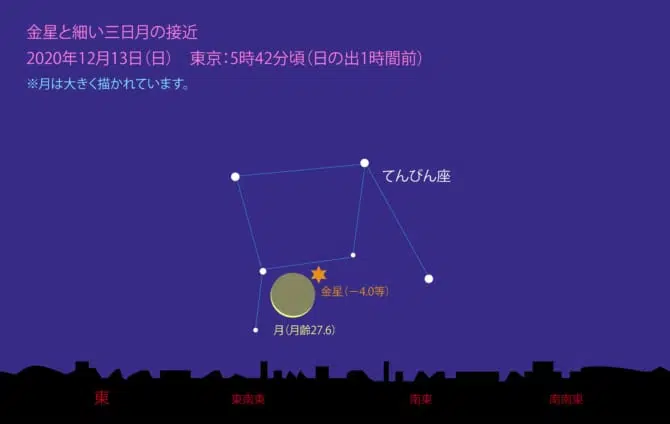 金星と細い三日月の接近
2020年12月13日（日）　東京：5時42分頃（日の出1時間前）
※月は大きく描かれています。
てんびん座
金星（－4.0等）
月（月齢27.6）
東
東南東
南東
南南東